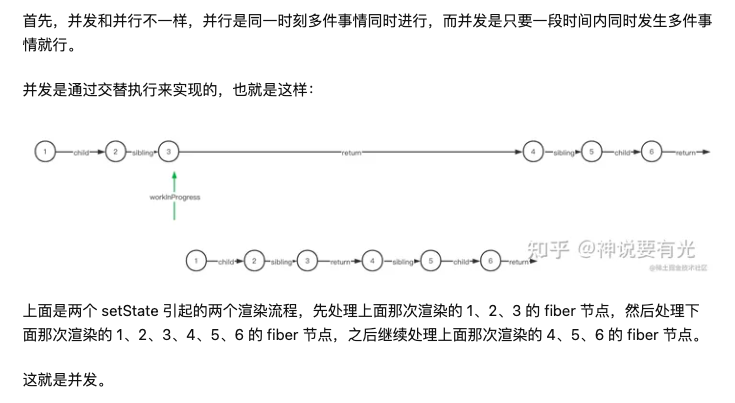 首先，并发和并行不一样，并行是同一时刻多件事情同时进行，而并发是只要一段时间内同时发生多件事
情就行。
并发是通过交替执行来实现的，也就是这样：
1 child 2 sibling 3 return 4 sibling 5 child 6 return
workInProgress
1 child 2 sibling 3 return 4 sibling 5 child 6 return
知乎 @神说要有光
@稀土掘金技术社区
上面是两个 setState 引起的两个渲染流程，先处理上面那次渲染的 1、2、3 的 fiber 节点，然后处理下
面那次渲染的 1、2、3、4、5、6 的 fiber 节点，之后继续处理上面那次渲染的 4、5、6 的 fiber 节点。
这就是并发。